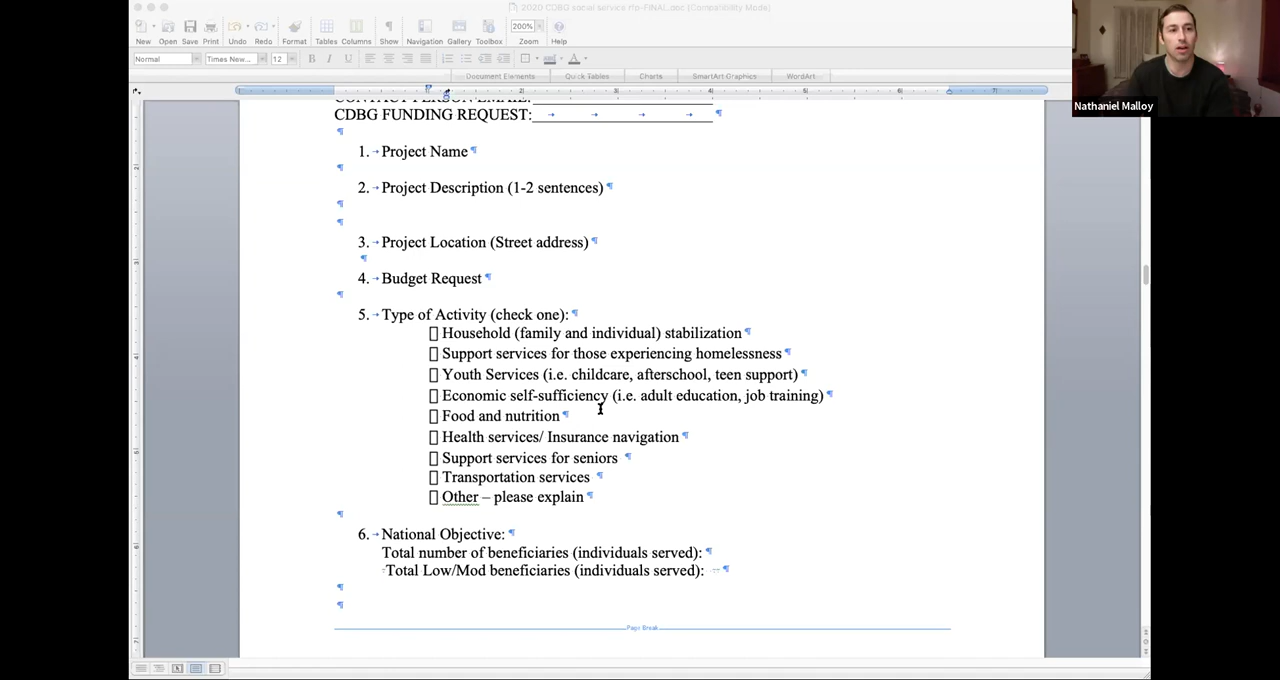 2020 CDBG social service rfp-FINAL.doc (Compatibility Mode)
New Open Save Print Undo Redo Format Tables Columns Show Navigation Gallery Toolbox Zoom Help
200%
Normal Times New... 12 B I U
Document Elements Quick Tables Charts SmartArt Graphics WordArt
Nathaniel Malloy
CONTACT PERSON EMAIL:
CDBG FUNDING REQUEST:
1. Project Name
2. Project Description (1-2 sentences)
3. Project Location (Street address)
4. Budget Request
5. Type of Activity (check one):
Household (family and individual) stabilization
Support services for those experiencing homelessness
Youth Services (i.e. childcare, afterschool, teen support)
Economic self-sufficiency (i.e. adult education, job training)
Food and nutrition
Health services/ Insurance navigation
Support services for seniors
Transportation services
Other – please explain
6. National Objective:
Total number of beneficiaries (individuals served):
Total Low/Mod beneficiaries (individuals served):
Page Break